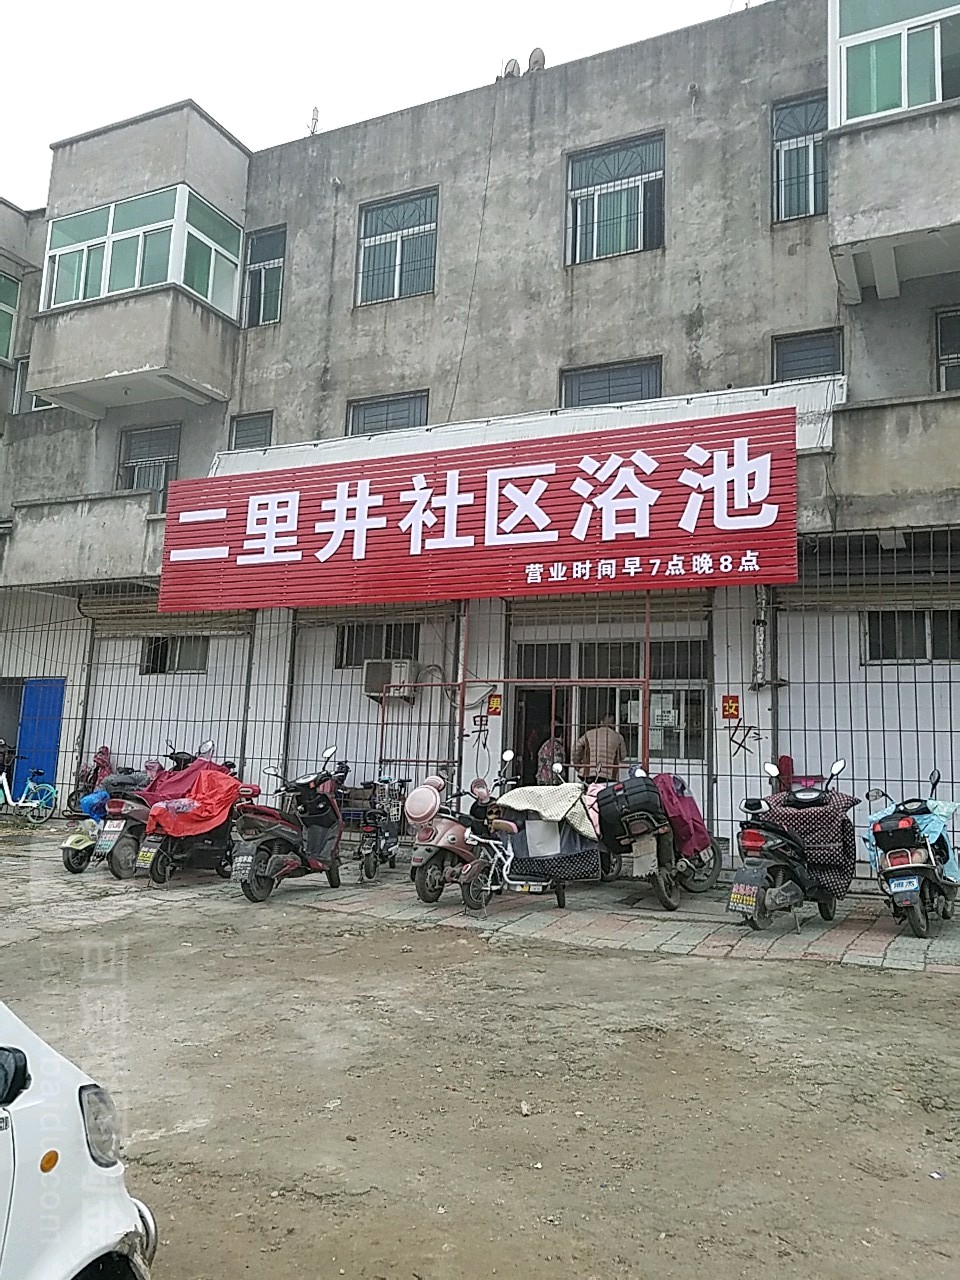 二里井社区浴池
营业时间早7点晚8点
男
男
女
女